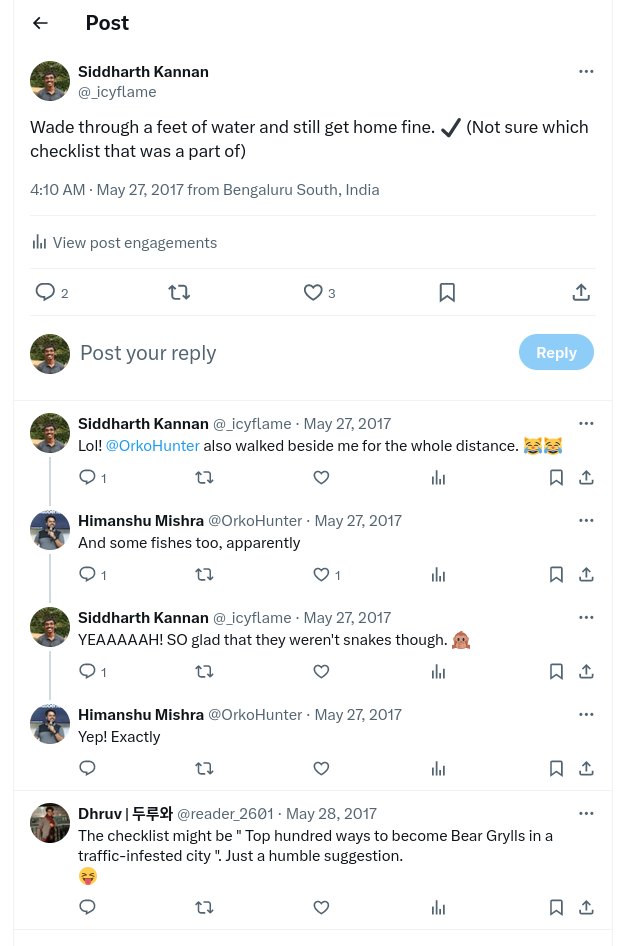 ← Post
Siddharth Kannan
@_icyflame
Wade through a feet of water and still get home fine. ✔ (Not sure which
checklist that was a part of)
4:10 AM · May 27, 2017 from Bengaluru South, India
View post engagements
2 3
Post your reply Reply
Siddharth Kannan @_icyflame · May 27, 2017
Lol! @OrkoHunter also walked beside me for the whole distance. 😹😹
1
Himanshu Mishra @OrkoHunter · May 27, 2017
And some fishes too, apparently
1 1
Siddharth Kannan @_icyflame · May 27, 2017
YEAAAAAH! SO glad that they weren't snakes though. 🙊
1
Himanshu Mishra @OrkoHunter · May 27, 2017
Yep! Exactly
Dhruv | 두루와 @reader_2601 · May 28, 2017
The checklist might be " Top hundred ways to become Bear Grylls in a
traffic-infested city ". Just a humble suggestion.
😝